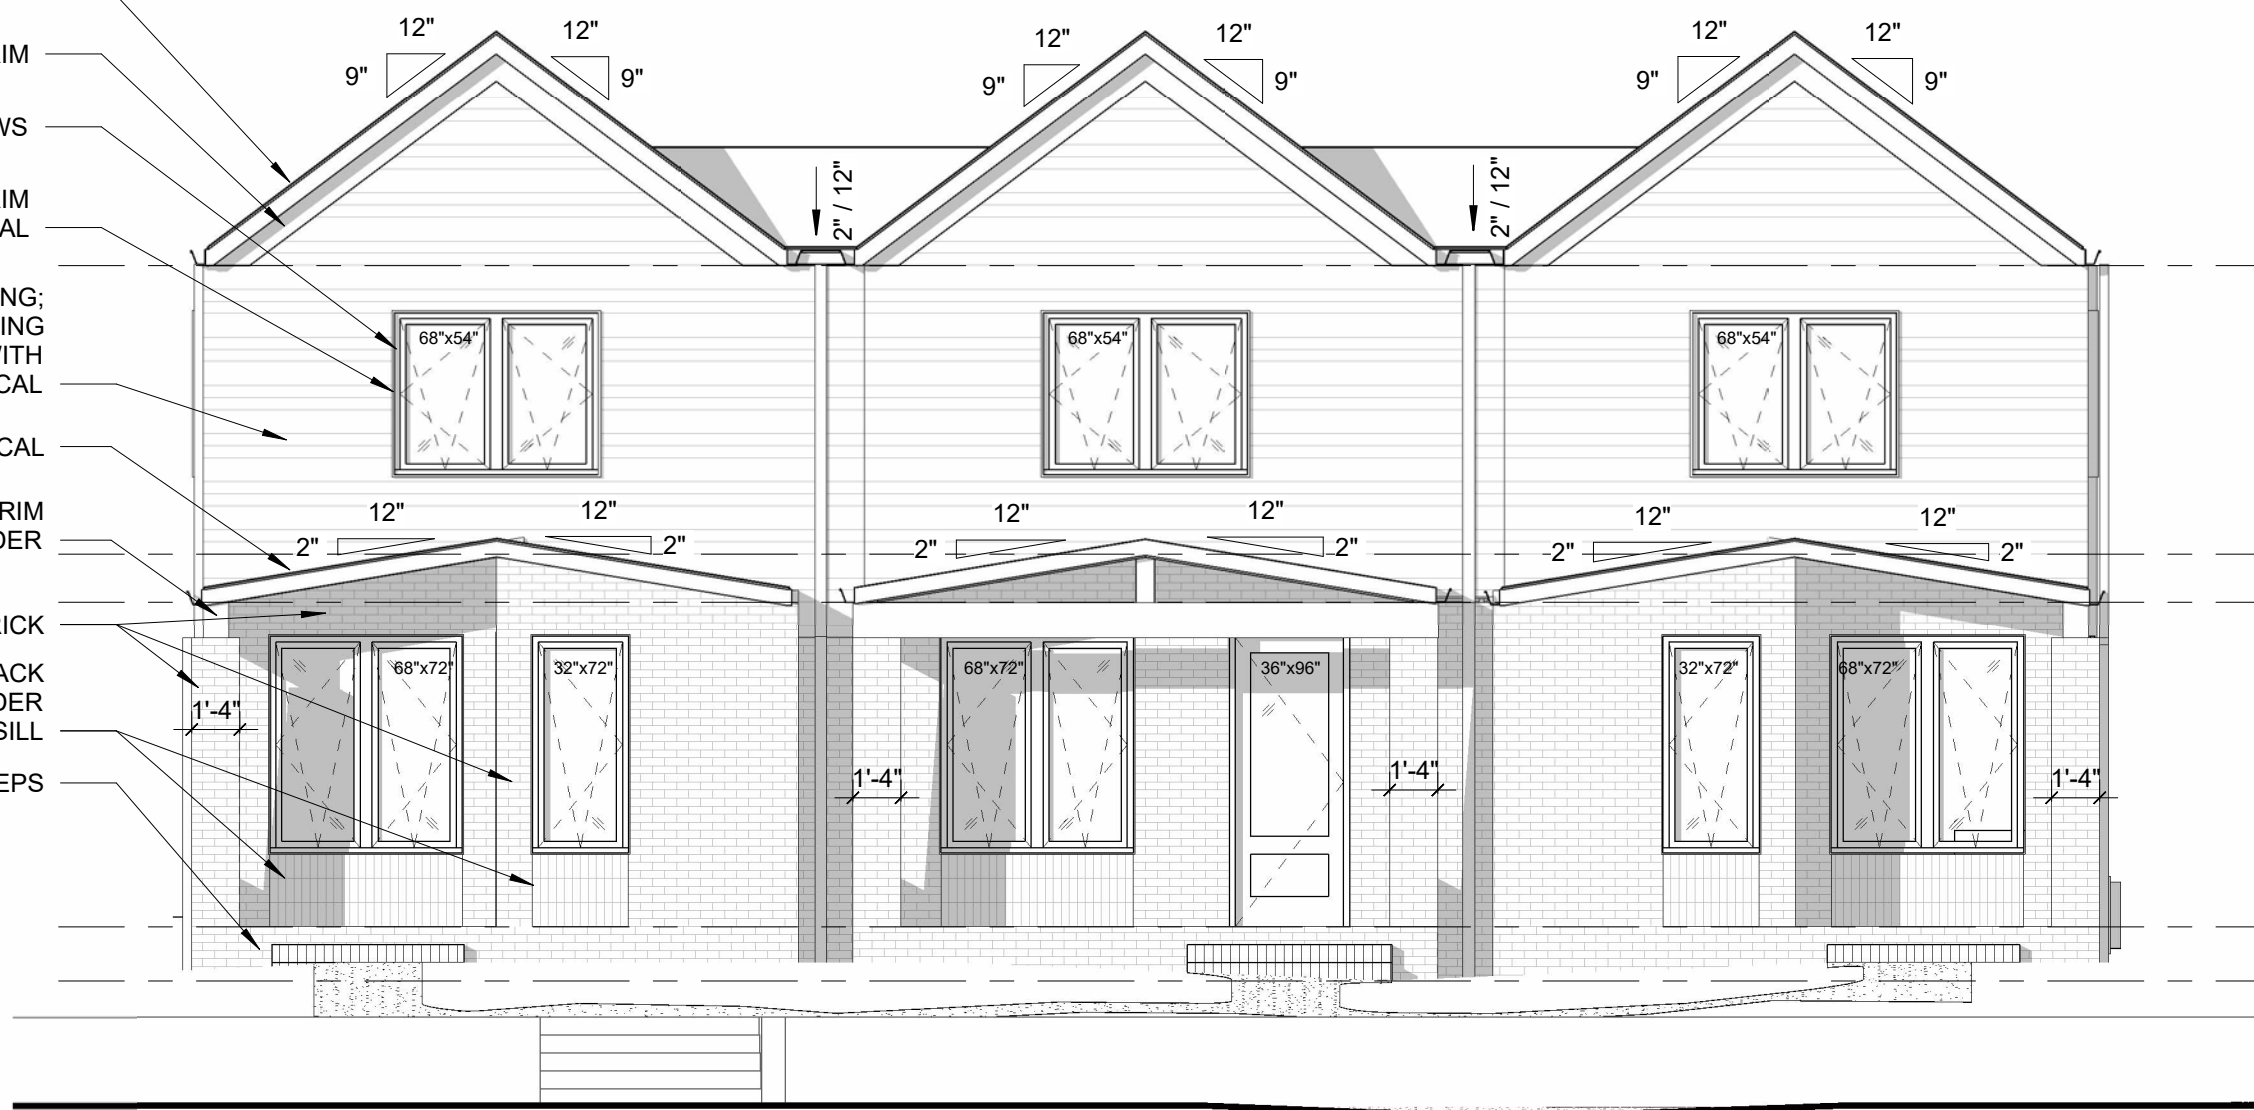 12"
12"
12"
12"
12"
12"
9"
9"
9"
9"
9"
9"
IM
WS
IM
AL
2" / 12"
2" / 12"
NG;
ING
WITH
CAL
68"x54"
68"x54"
68"x54"
CAL
RIM
DER
12"
12"
12"
12"
12"
12"
2"
2"
2"
2"
2"
2"
RICK
ACK
DER
SILL
EPS
68"x72"
32"x72"
68"x72"
36"x96"
32"x72"
68"x72"
1'-4"
1'-4"
1'-4"
1'-4"